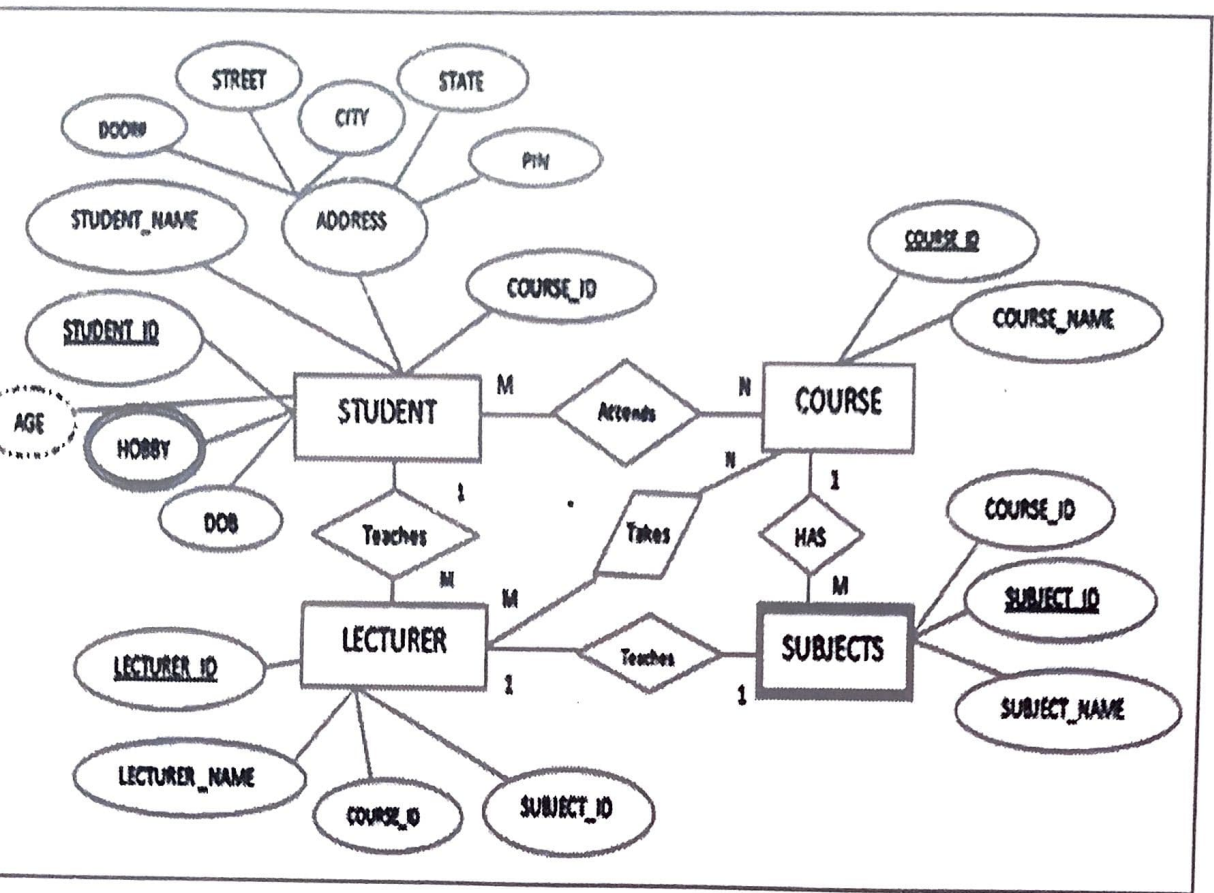 STREET
STATE
CITY
DOOR#
PIN
STUDENT_NAME
ADDRESS
COURSE_ID
COURSE_ID
STUDENT_ID
COURSE_NAME
AGE
HOBBY
STUDENT
M
Attends
N
COURSE
DOB
1
Teaches
M
N
Takes
M
1
HAS
M
COURSE_ID
SUBJECT_ID
LECTURER
1
Teaches
1
SUBJECTS
LECTURER_ID
SUBJECT_NAME
LECTURER_NAME
COURSE_ID
SUBJECT_ID